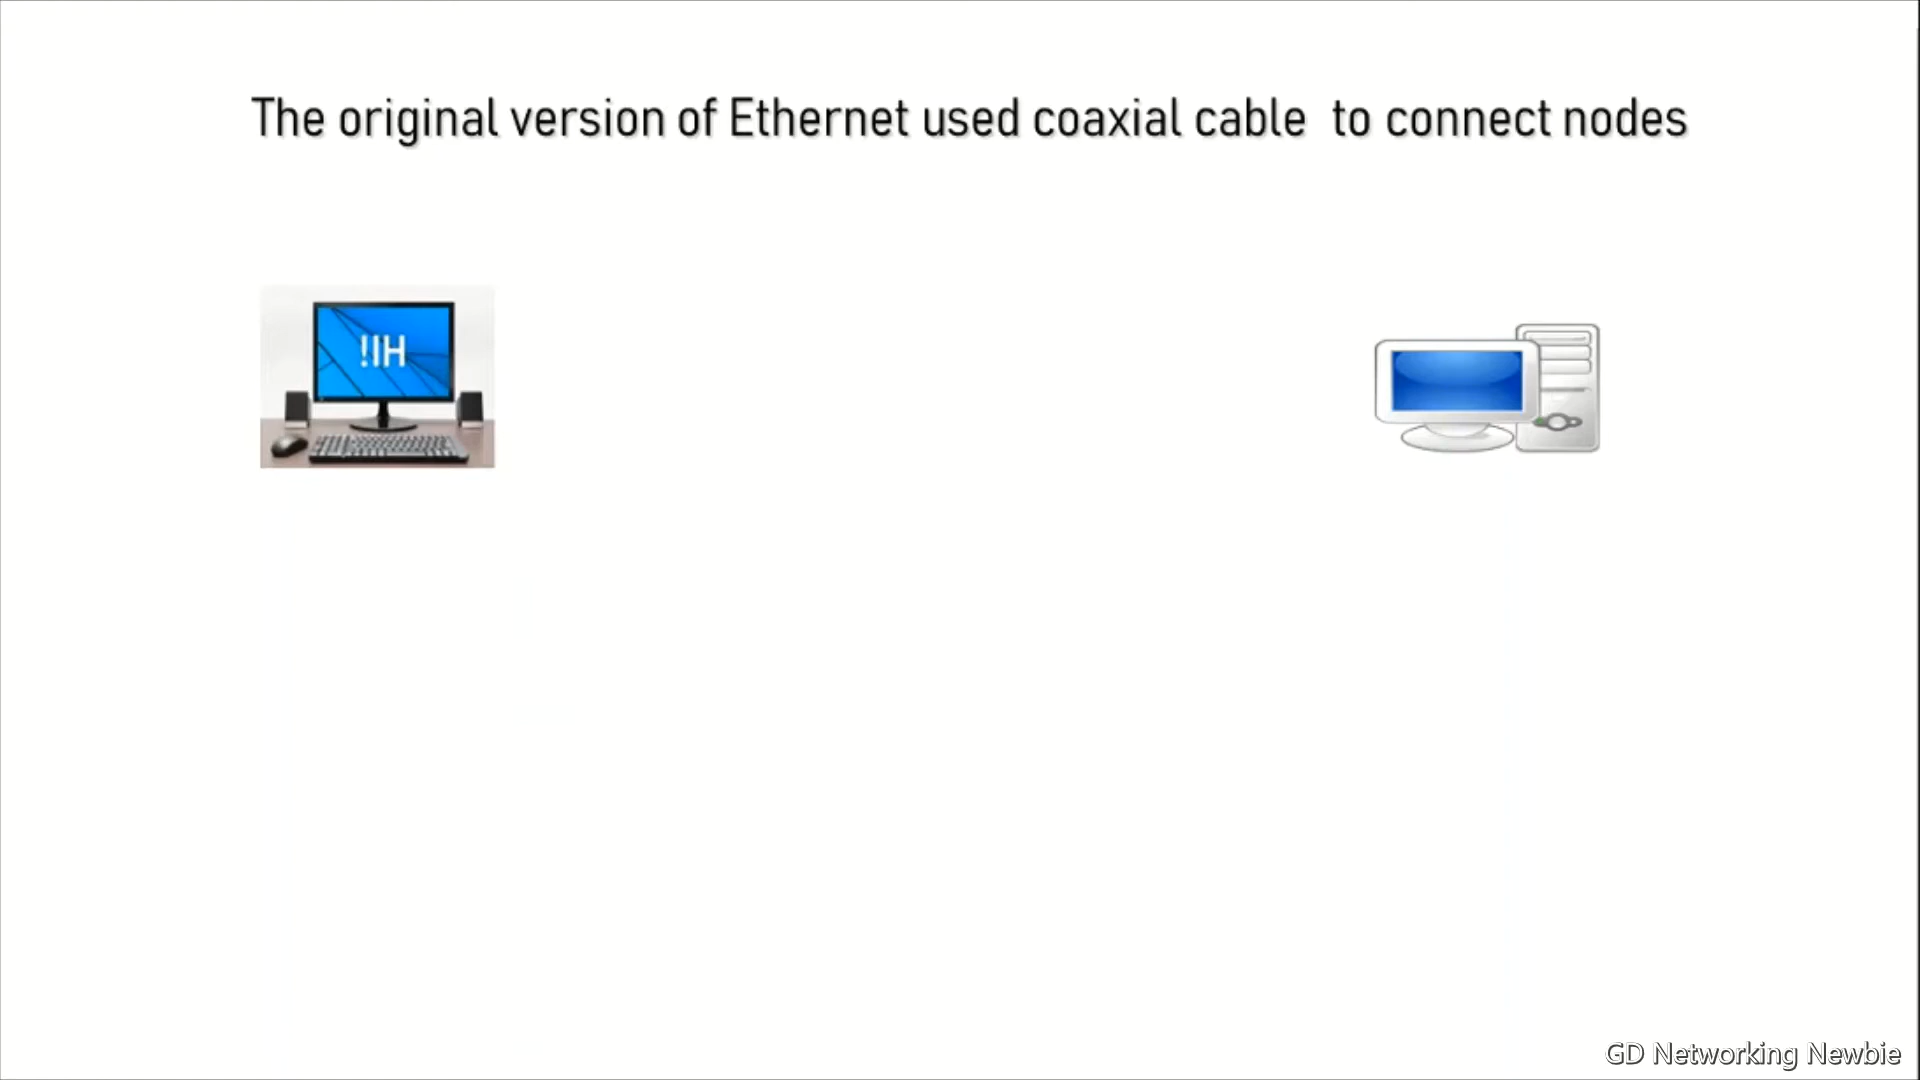 The original version of Ethernet used coaxial cable to connect nodes
!IH
GD Networking Newbie